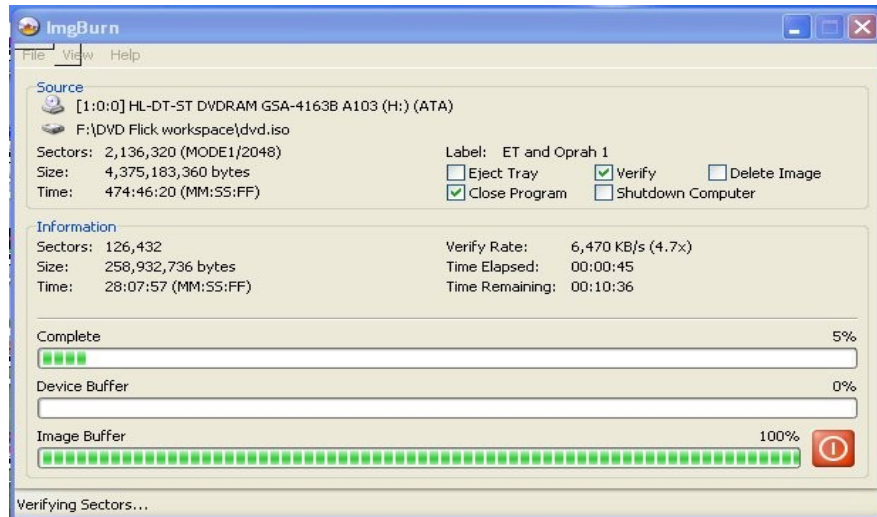 ImgBurn
File View Help
Source
[1:0:0] HL-DT-ST DVDRAM GSA-4163B A103 (H:) (ATA)
F:\DVD Flick workspace\dvd.iso
Sectors: 2,136,320 (MODE1/2048) Label: ET and Oprah 1
Size: 4,375,183,360 bytes Eject Tray Verify Delete Image
Time: 474:46:20 (MM:SS:FF) Close Program Shutdown Computer
Information
Sectors: 126,432 Verify Rate: 6,470 KB/s (4.7x)
Size: 258,932,736 bytes Time Elapsed: 00:00:45
Time: 28:07:57 (MM:SS:FF) Time Remaining: 00:10:36
Complete 5%
Device Buffer 0%
Image Buffer 100%
Verifying Sectors...